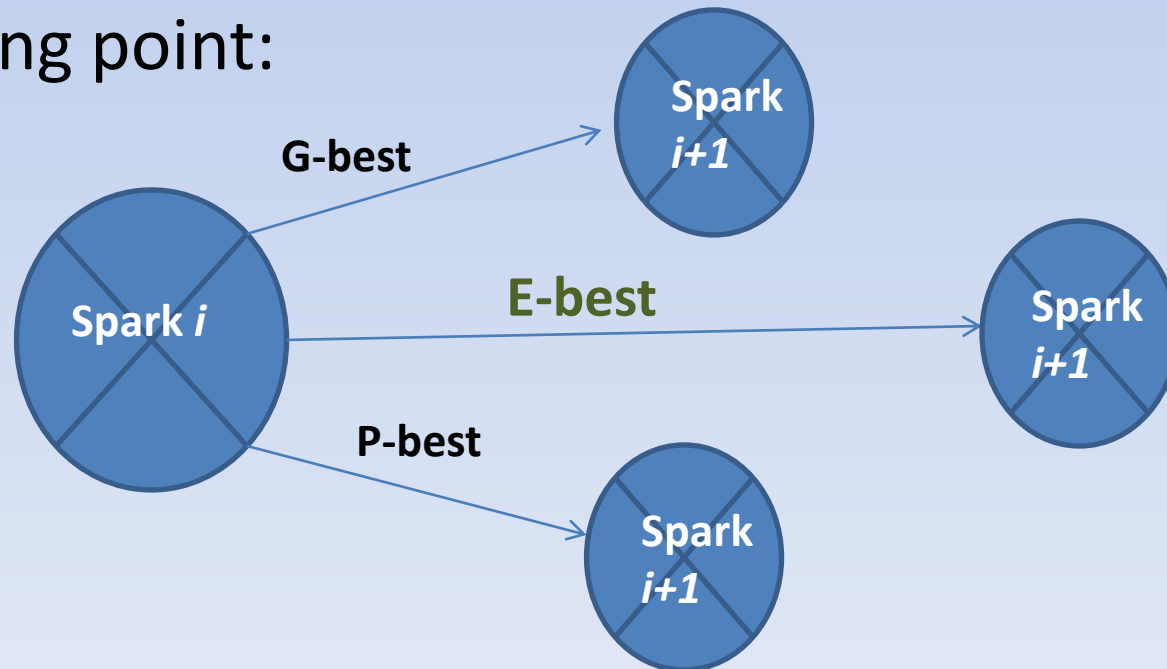 ng point:
G-best
Spark
i+1
E-best
Spark i
Spark
i+1
P-best
Spark
i+1